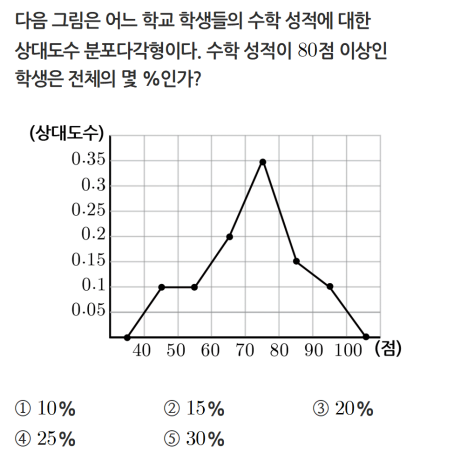 다음 그림은 어느 학교 학생들의 수학 성적에 대한
상대도수 분포다각형이다. 수학 성적이 80점 이상인
학생은 전체의 몇 %인가?
(상대도수)
0.35
0.3
0.25
0.2
0.15
0.1
0.05
40 50 60 70 80 90 100 (점)
① 10% ② 15% ③ 20%
④ 25% ⑤ 30%